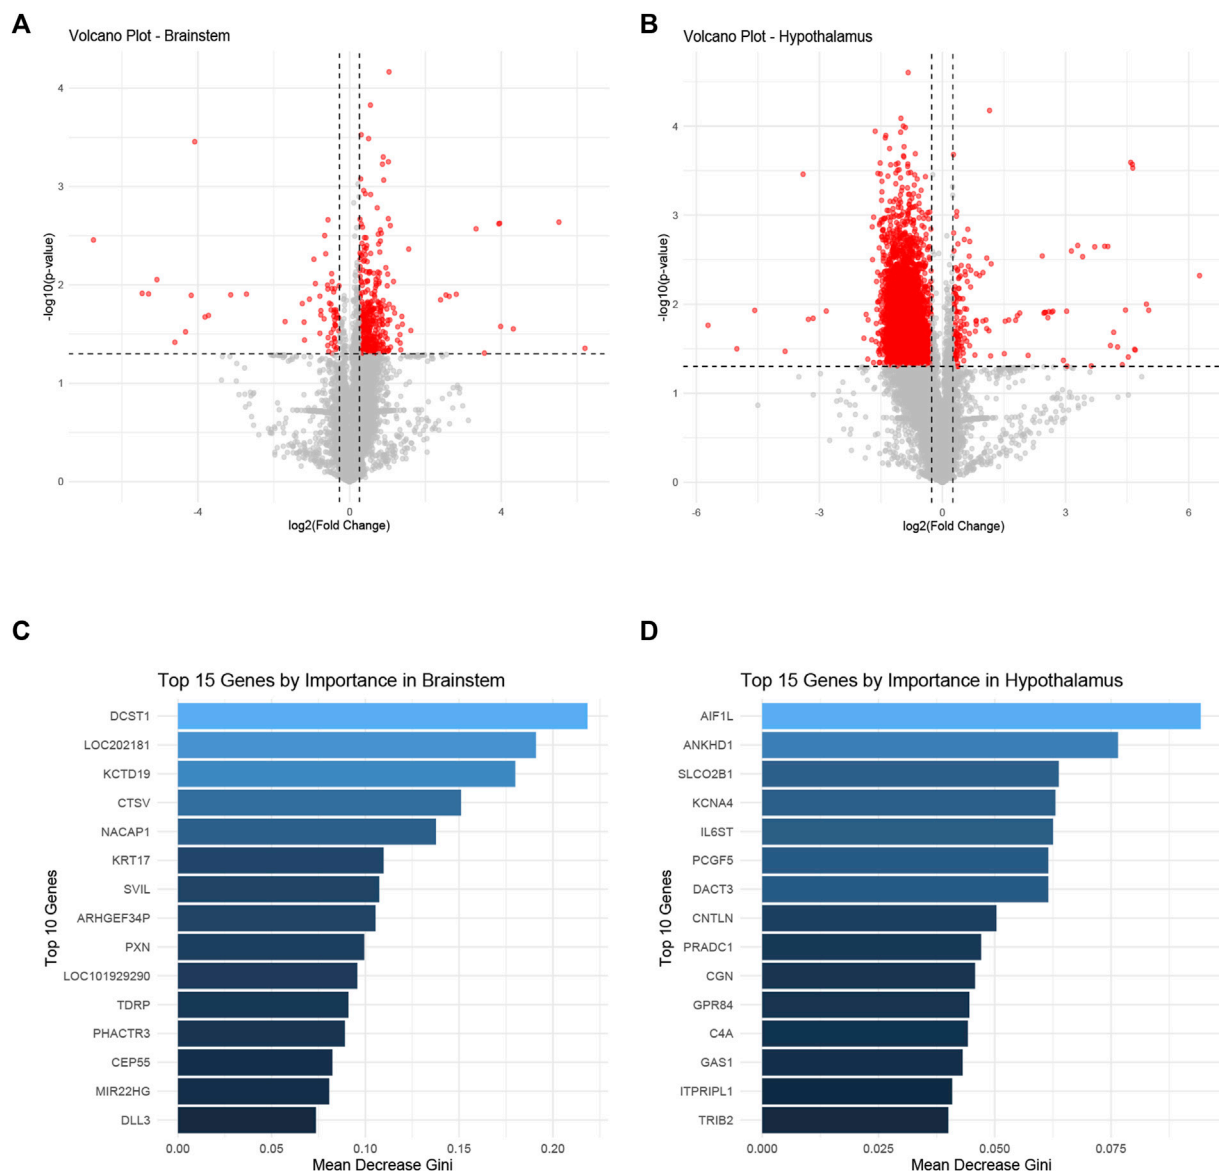 A
Volcano Plot - Brainstem
4
3
2
1
0
-log10(p-value)
-4
0
4
log2(Fold Change)
B
Volcano Plot - Hypothalamus
4
3
2
1
0
-log10(p-value)
-6
-3
0
3
6
log2(Fold Change)
C
Top 15 Genes by Importance in Brainstem
Top 10 Genes
DCST1
LOC202181
KCTD19
CTSV
NACAP1
KRT17
SVIL
ARHGEF34P
PXN
LOC101929290
TDRP
PHACTR3
CEP55
MIR22HG
DLL3
0.00
0.05
0.10
0.15
0.20
Mean Decrease Gini
D
Top 15 Genes by Importance in Hypothalamus
Top 10 Genes
AIF1L
ANKHD1
SLCO2B1
KCNA4
IL6ST
PCGF5
DACT3
CNTLN
PRADC1
CGN
GPR84
C4A
GAS1
ITPRIPL1
TRIB2
0.000
0.025
0.050
0.075
Mean Decrease Gini